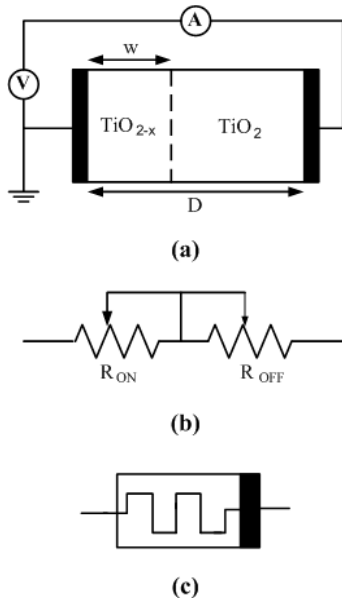 A
w
V
TiO2-x
TiO2
D
(a)
RON
ROFF
(b)
(c)